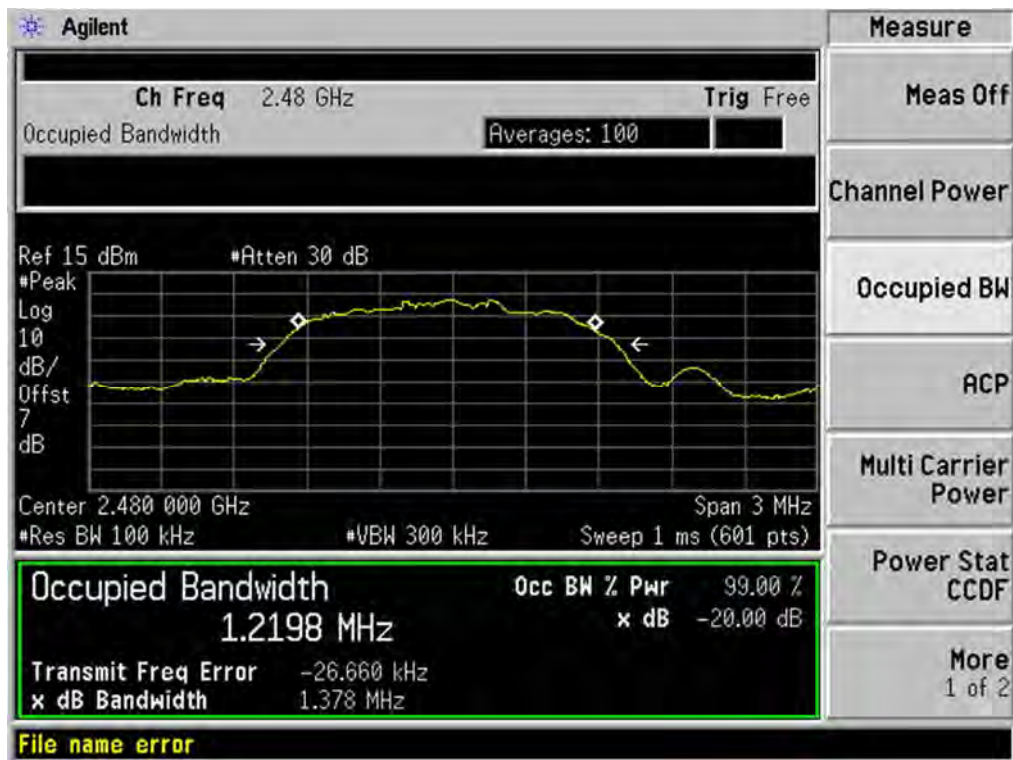 Agilent
Measure
Ch Freq 2.48 GHz
Trig Free
Occupied Bandwidth
Averages: 100
Ref 15 dBm
#Atten 30 dB
#Peak
Log
10
dB/
Offst
7
dB
Center 2.480 000 GHz
Span 3 MHz
#Res BW 100 kHz
#VBW 300 kHz
Sweep 1 ms (601 pts)
Occupied Bandwidth
1.2198 MHz
Occ BW % Pwr 99.00 %
x dB -20.00 dB
Transmit Freq Error -26.660 kHz
x dB Bandwidth 1.378 MHz
File name error
Meas Off
Channel Power
Occupied BW
ACP
Multi Carrier
Power
Power Stat
CCDF
More
1 of 2